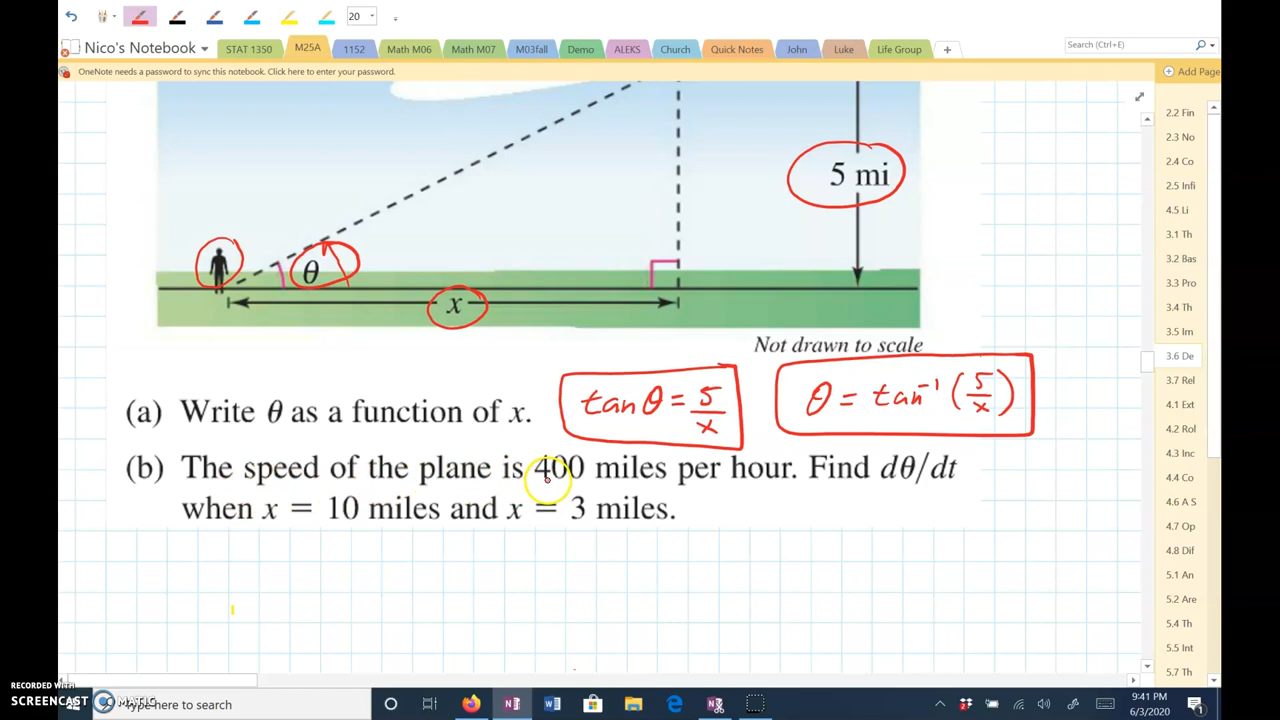 20
Nico's Notebook
STAT 1350
M25A
1152
Math M06
Math M07
M03fall
Demo
ALEKS
Church
Quick Notes
John
Luke
Life Group
Search (Ctrl+E)
OneNote needs a password to sync this notebook. Click here to enter your password.
Add Page
5 mi
θ
x
Not drawn to scale
tan θ = 5/x
θ = tan⁻¹ (5/x)
(a) Write θ as a function of x.
(b) The speed of the plane is 400 miles per hour. Find dθ/dt
when x = 10 miles and x = 3 miles.
2.2 Fin
2.3 No
2.4 Co
2.5 Infi
4.5 Li
3.1 Th
3.2 Bas
3.3 Pro
3.4 Th
3.5 Im
3.6 De
3.7 Rel
4.1 Ext
4.2 Rol
4.3 Inc
4.4 Co
4.6 A S
4.7 Op
4.8 Dif
5.1 An
5.2 Are
5.4 Th
5.5 Int
5.7 Th
RECORDED WITH
SCREENCAST MATIC
Type here to search
9:41 PM
6/3/2020